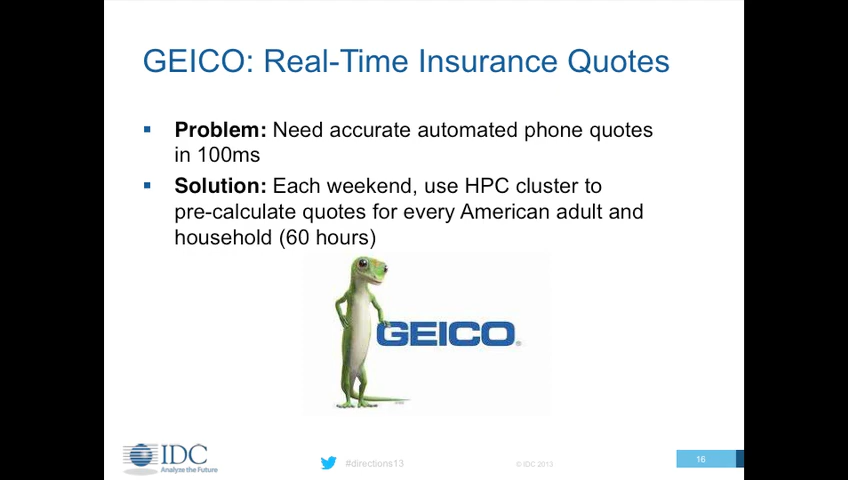 GEICO: Real-Time Insurance Quotes
▪ Problem: Need accurate automated phone quotes
in 100ms
▪ Solution: Each weekend, use HPC cluster to
pre-calculate quotes for every American adult and
household (60 hours)
GEICO®
IDC
Analyze the Future
#directions13
© IDC 2013
16